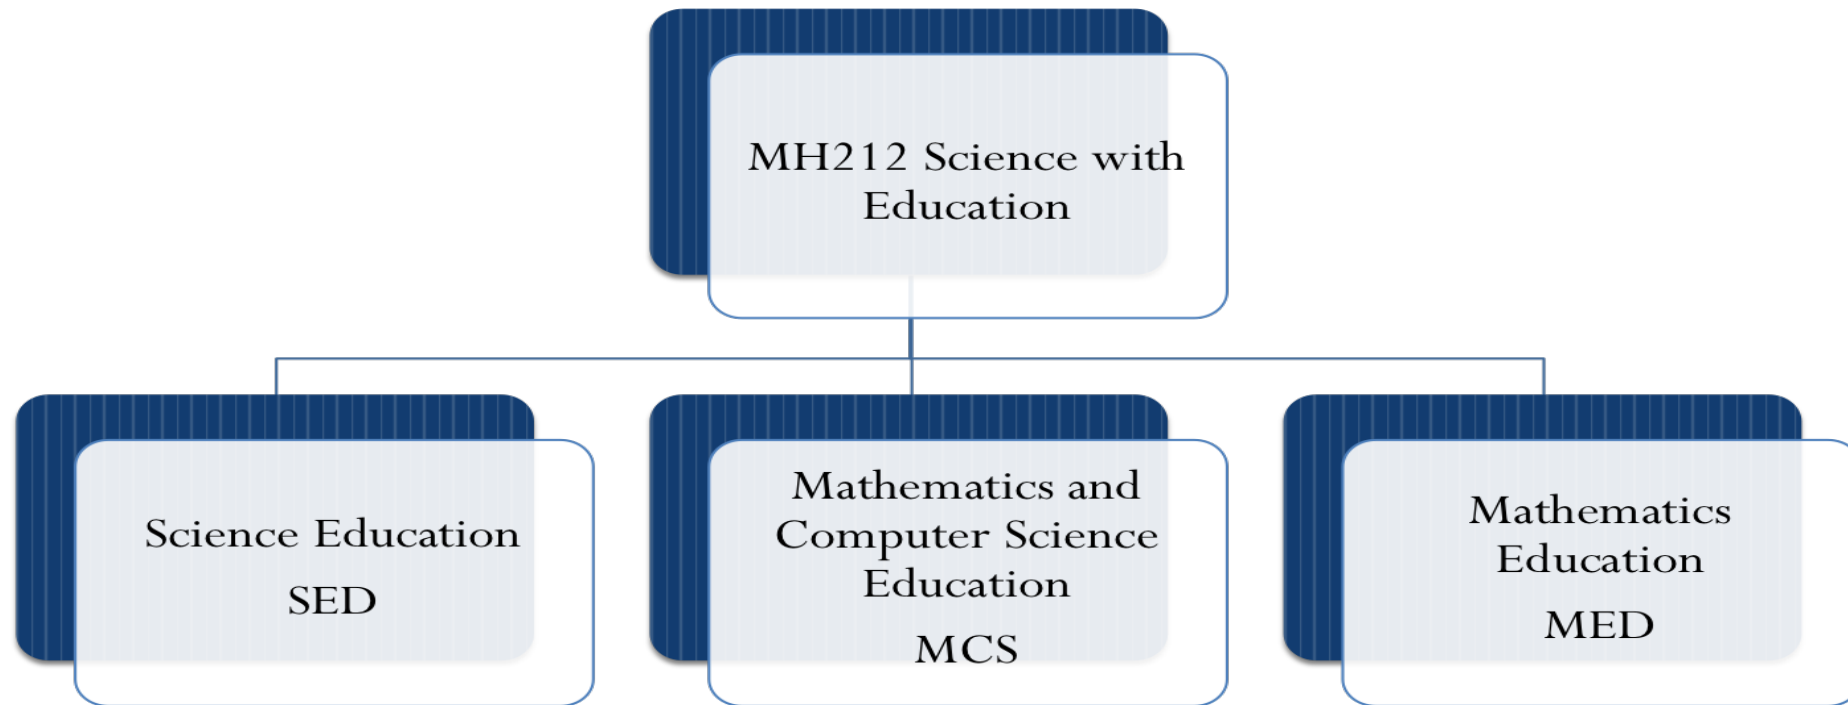 MH212 Science with
Education
Science Education
SED
Mathematics and
Computer Science
Education
MCS
Mathematics
Education
MED